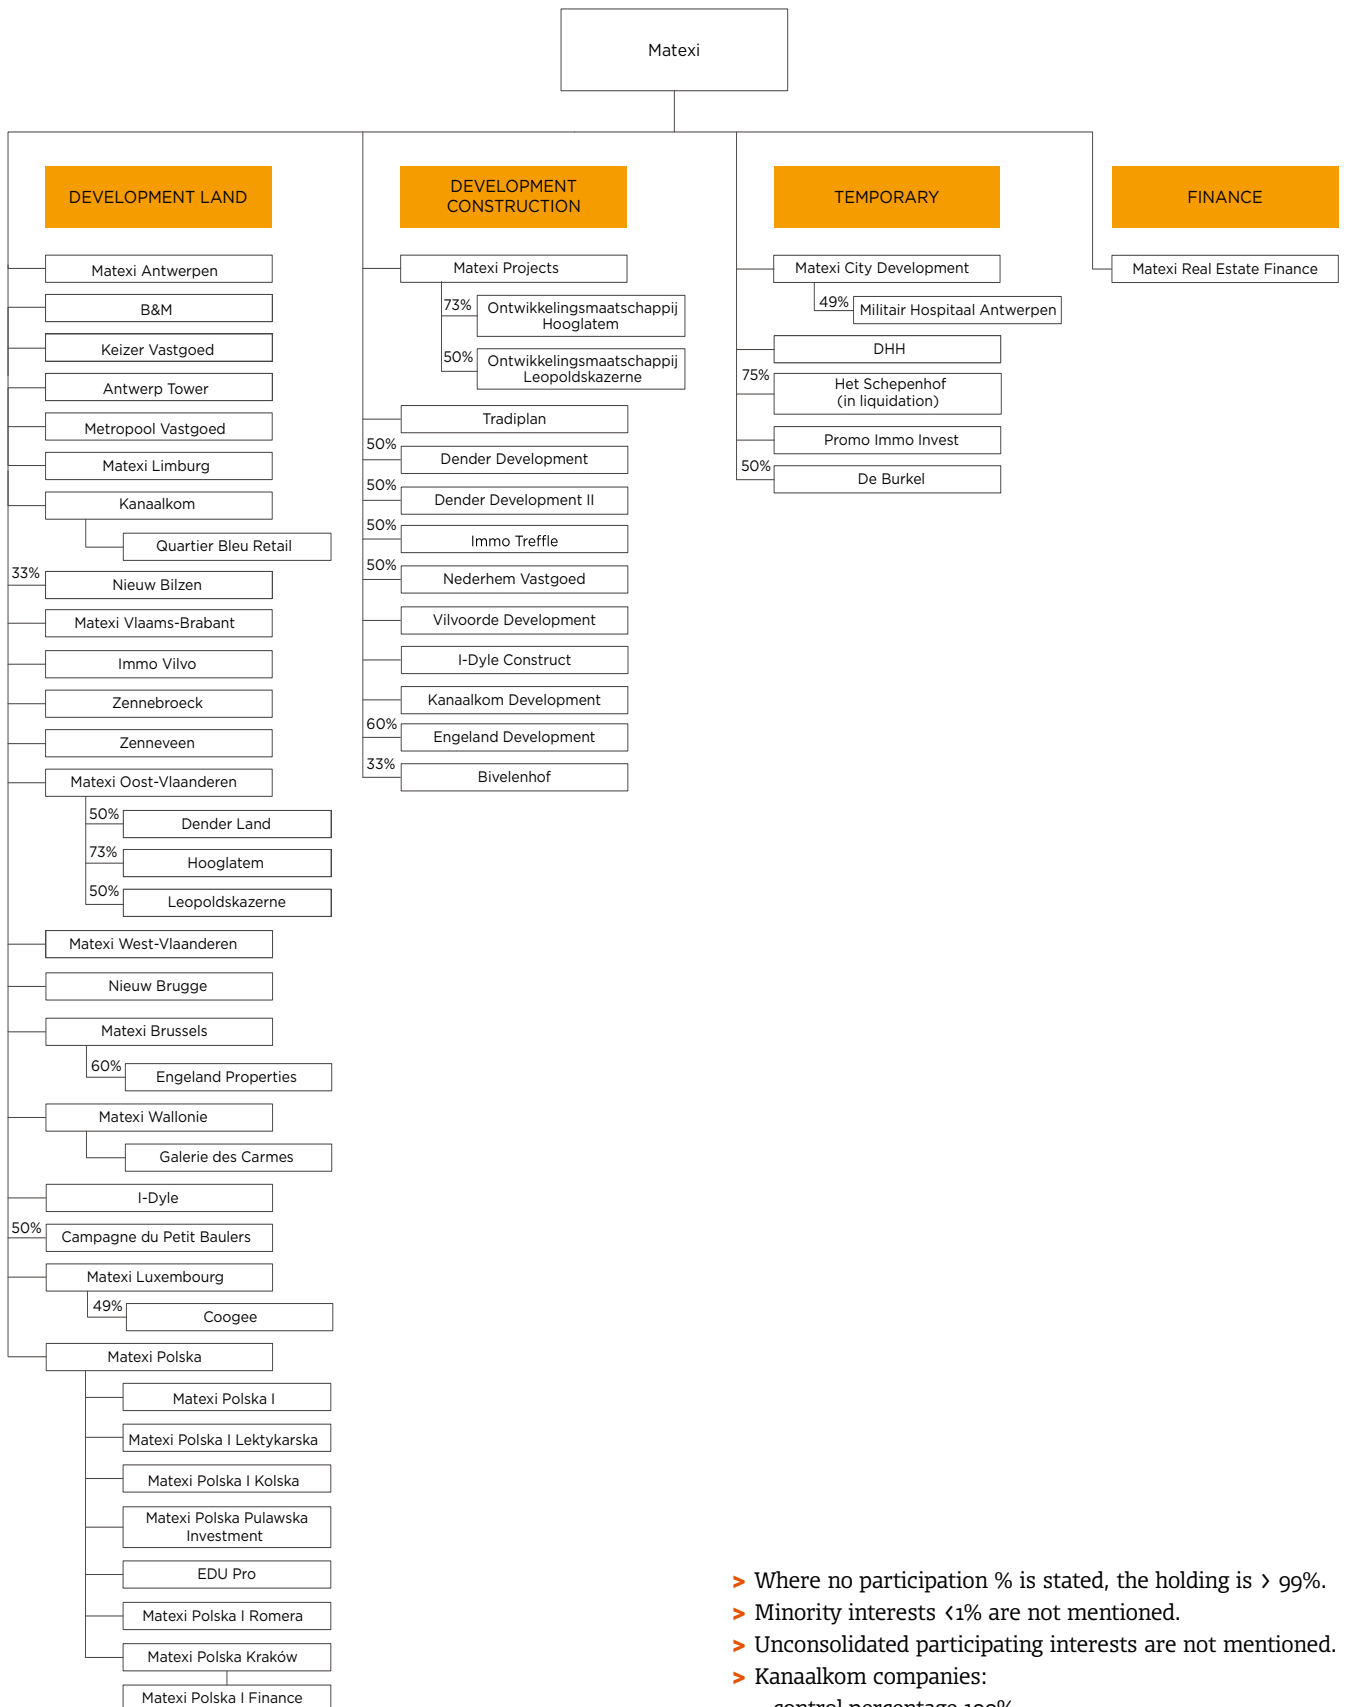 Matexi
DEVELOPMENT LAND
Matexi Antwerpen
B&M
Keizer Vastgoed
Antwerp Tower
Metropool Vastgoed
Matexi Limburg
Kanaalkom
Quartier Bleu Retail
33%
Nieuw Bilzen
Matexi Vlaams-Brabant
Immo Vilvo
Zennebroeck
Zenneveen
Matexi Oost-Vlaanderen
50%
Dender Land
73%
Hooglatem
50%
Leopoldskazerne
Matexi West-Vlaanderen
Nieuw Brugge
Matexi Brussels
60%
Engeland Properties
Matexi Wallonie
Galerie des Carmes
I-Dyle
50%
Campagne du Petit Baulers
Matexi Luxembourg
49%
Coogee
Matexi Polska
Matexi Polska I
Matexi Polska I Lektykarska
Matexi Polska I Kolska
Matexi Polska Pulawska
Investment
EDU Pro
Matexi Polska I Romera
Matexi Polska Kraków
Matexi Polska I Finance
DEVELOPMENT
CONSTRUCTION
Matexi Projects
73%
Ontwikkelingsmaatschappij
Hooglatem
50%
Ontwikkelingsmaatschappij
Leopoldskazerne
Tradiplan
50%
Dender Development
50%
Dender Development II
50%
Immo Treffle
50%
Nederhem Vastgoed
Vilvoorde Development
I-Dyle Construct
Kanaalkom Development
60%
Engeland Development
33%
Bivelenhof
TEMPORARY
Matexi City Development
49%
Militair Hospitaal Antwerpen
DHH
75%
Het Schepenhof
(in liquidation)
Promo Immo Invest
50%
De Burkel
FINANCE
Matexi Real Estate Finance
> Where no participation % is stated, the holding is > 99%.
> Minority interests <1% are not mentioned.
> Unconsolidated participating interests are not mentioned.
> Kanaalkom companies:
control percentage 100%